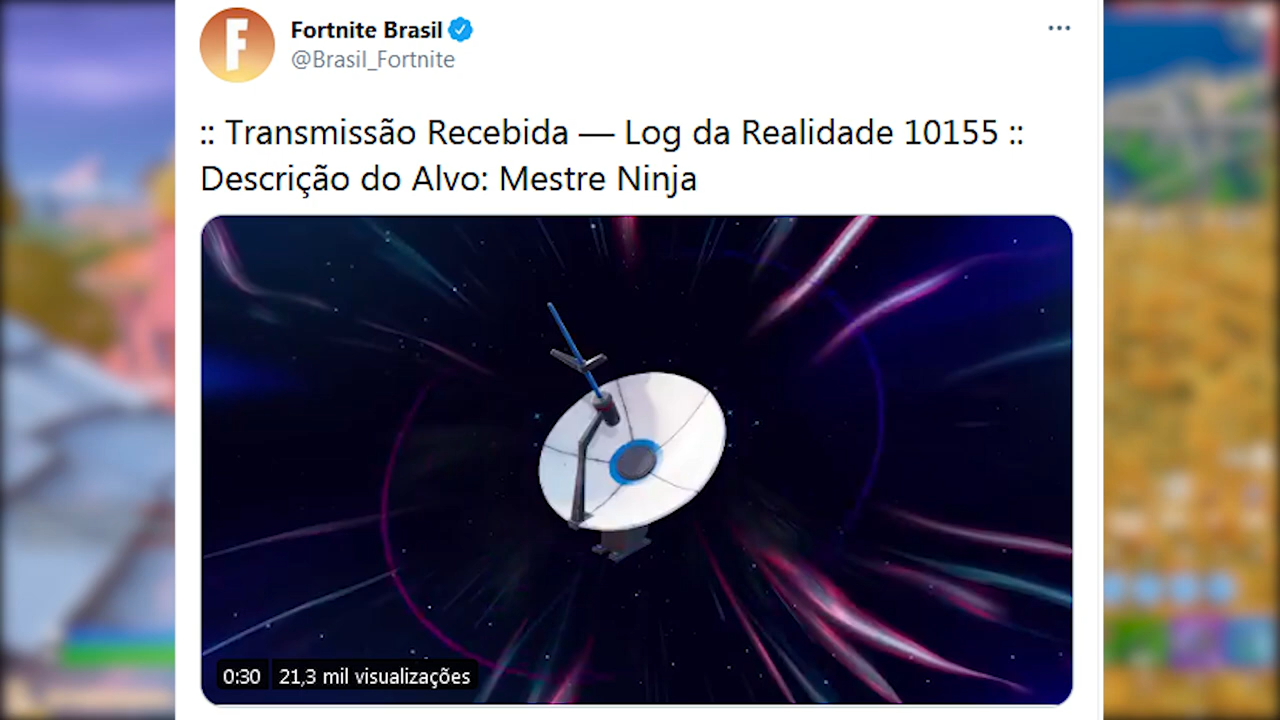 Fortnite Brasil
@Brasil_Fortnite
:: Transmissão Recebida — Log da Realidade 10155 ::
Descrição do Alvo: Mestre Ninja
0:30 21,3 mil visualizações